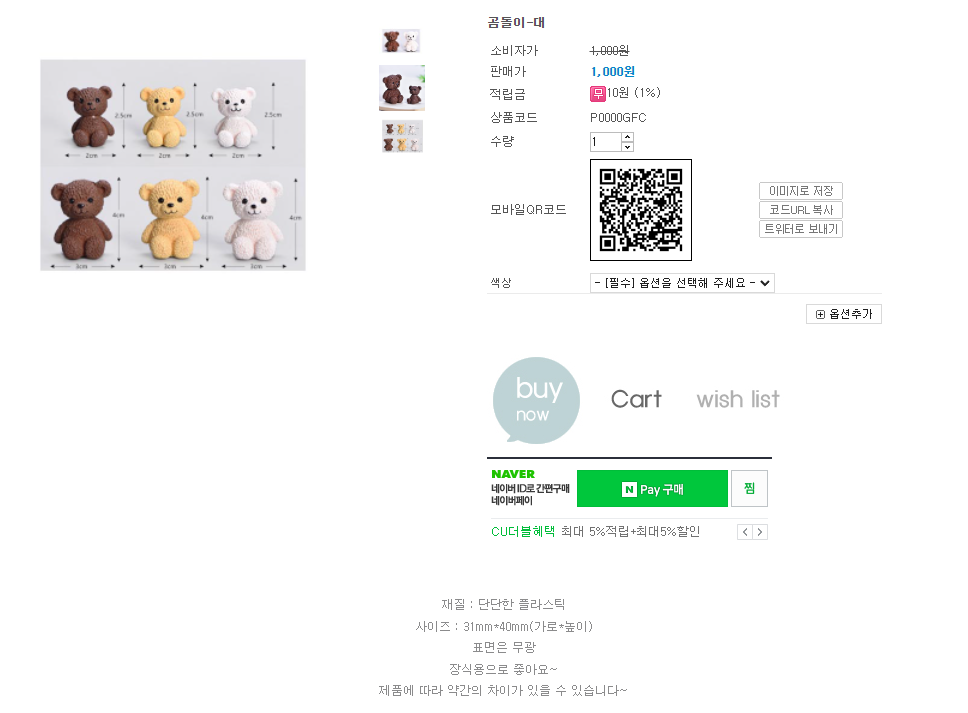 곰돌이-대
소비자가 1,000원
판매가 1,000원
적립금 무 10원 (1%)
상품코드 P0000GFC
수량 1
모바일QR코드
이미지로 저장
코드URL 복사
트위터로 보내기
색상 - [필수] 옵션을 선택해 주세요 -
옵션추가
2.5cm 2.5cm 2.5cm
2cm 2cm 2cm
4cm 4cm 4cm
3cm 3cm 3cm
buy
now
Cart
wish list
NAVER
네이버 ID로 간편구매
네이버페이
N Pay 구매
찜
CU더블혜택 최대 5%적립+최대5%할인
재질 : 단단한 플라스틱
사이즈 : 31mm*40mm(가로*높이)
표면은 무광
장식용으로 좋아요~
제품에 따라 약간의 차이가 있을 수 있습니다~